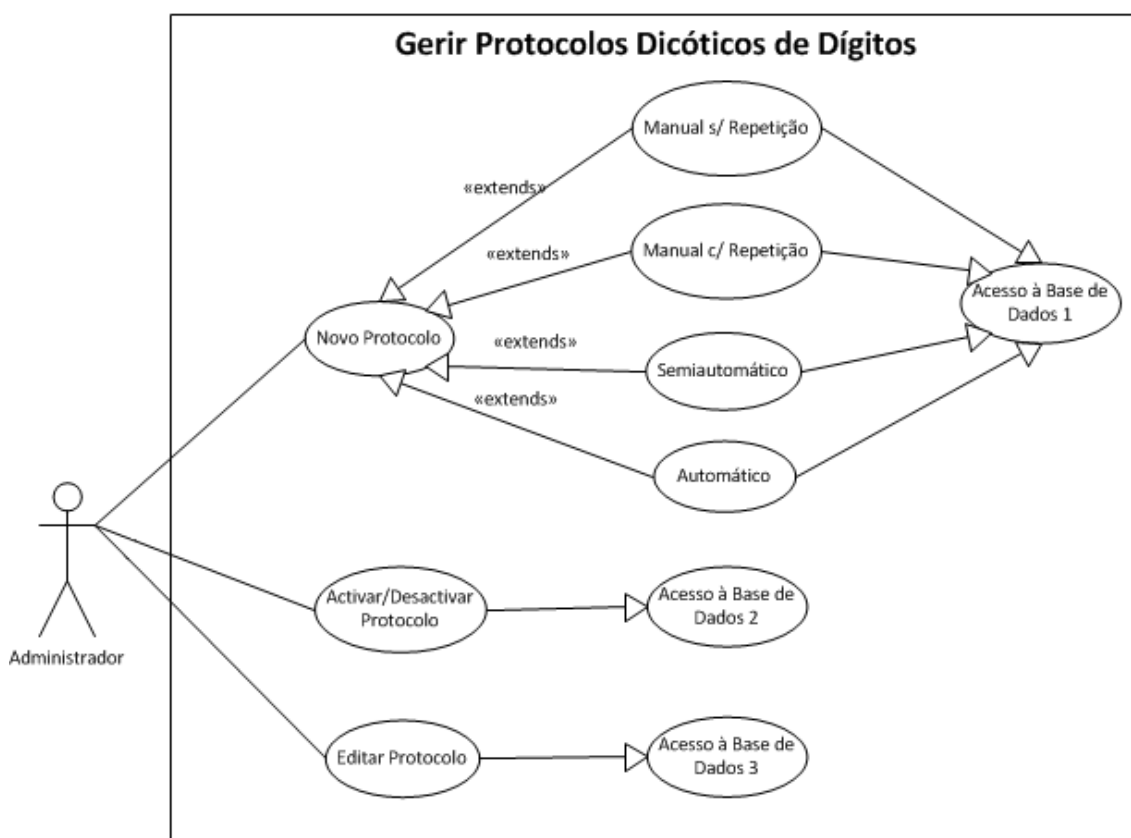 Gerir Protocolos Dicóticos de Dígitos
Manual s/ Repetição
«extends»
Manual c/ Repetição
«extends»
Acesso à Base de
Dados 1
Novo Protocolo
«extends»
Semiautomático
«extends»
Automático
Activar/Desactivar
Protocolo
Acesso à Base de
Dados 2
Administrador
Editar Protocolo
Acesso à Base de
Dados 3